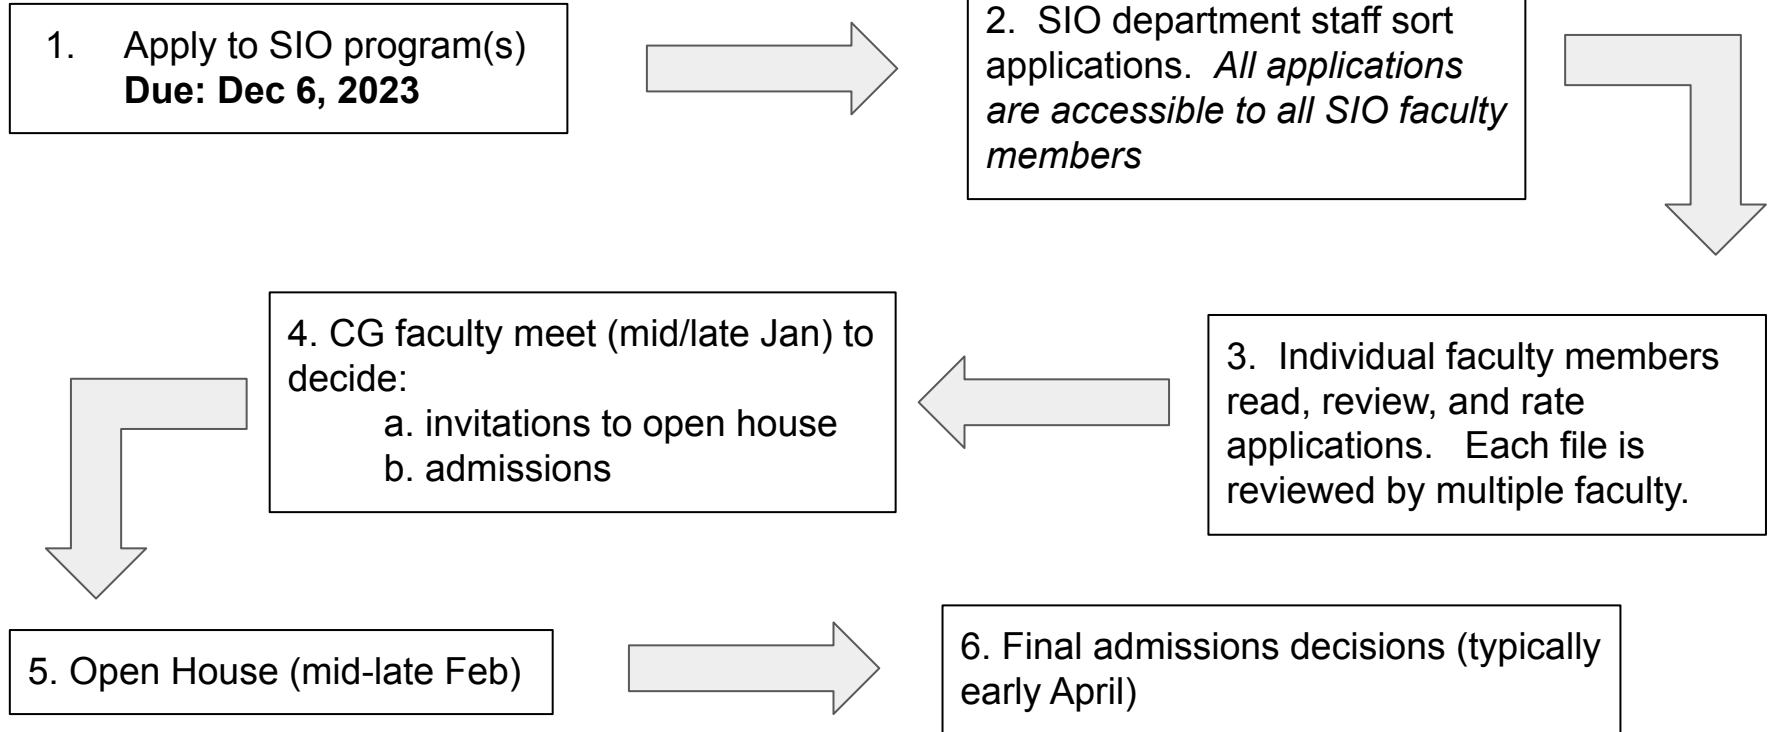 1. Apply to SIO program(s)
Due: Dec 6, 2023
2. SIO department staff sort
applications. All applications
are accessible to all SIO faculty
members
3. Individual faculty members
read, review, and rate
applications. Each file is
reviewed by multiple faculty.
4. CG faculty meet (mid/late Jan) to
decide:
a. invitations to open house
b. admissions
5. Open House (mid-late Feb)
6. Final admissions decisions (typically
early April)